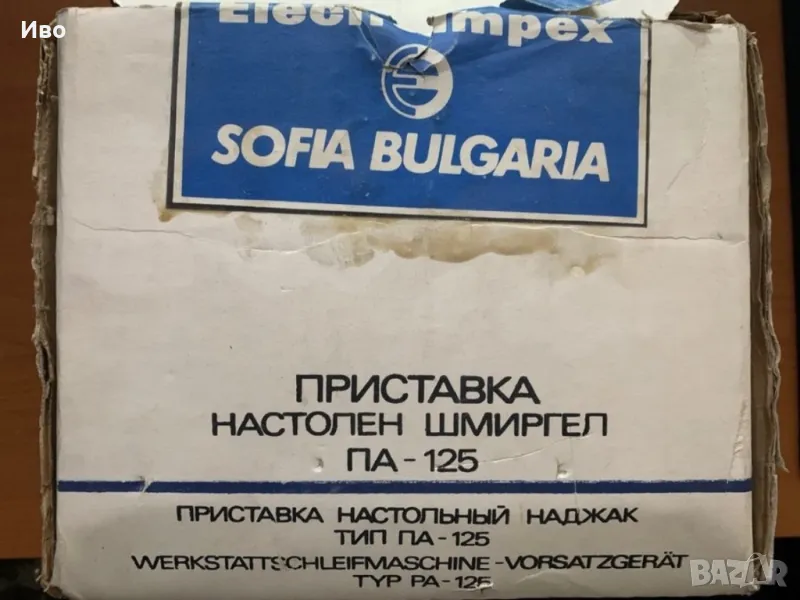 Иво
SOFIA BULGARIA
ПРИСТАВКА
НАСТОЛЕН ШМИРГЕЛ
ПА-125
ПРИСТАВКА НАСТОЛЬНЫЙ НАДЖАК
ТИП ПА-125
WERKSTATTSCHLEIFMASCHINE-VORSATZGERÄT
TYP PA-125
BAZAR